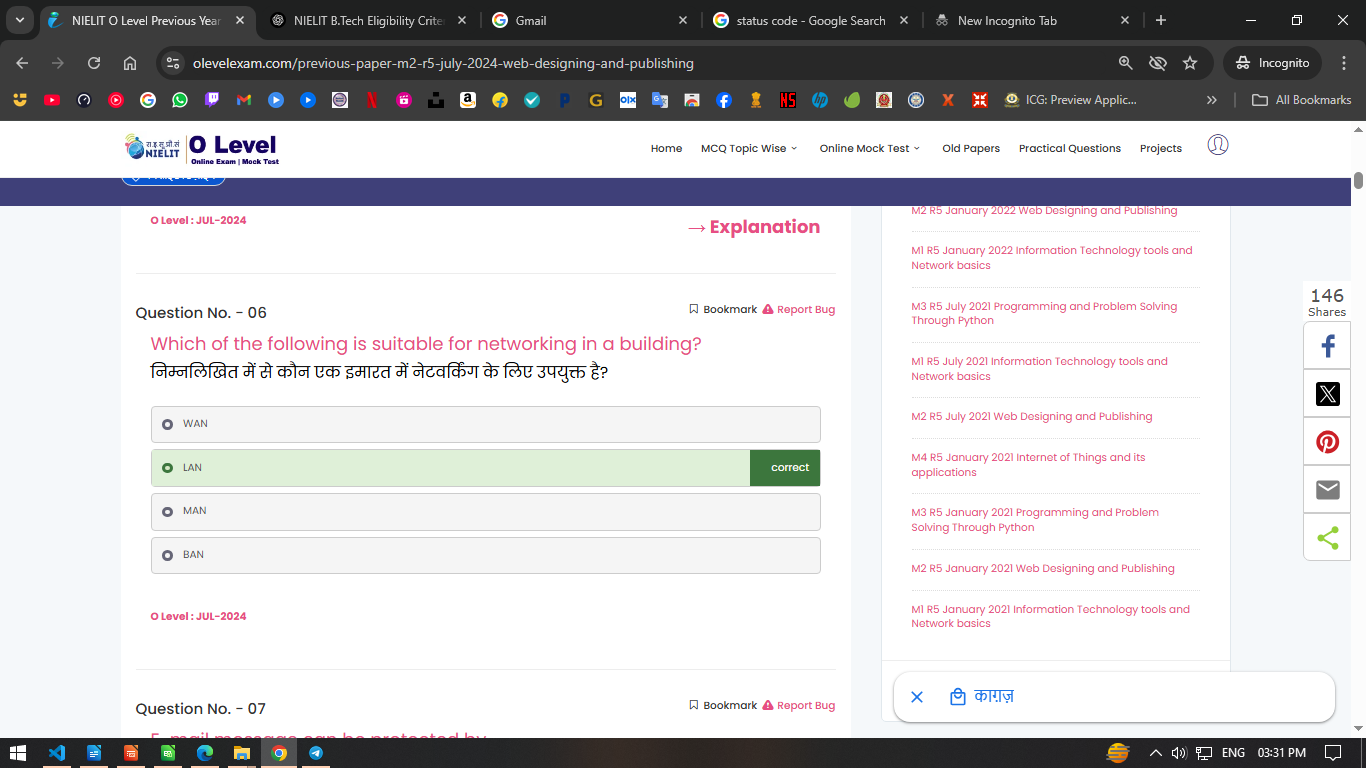 NIELIT O Level Previous Year
NIELIT B.Tech Eligibility Crite
Gmail
status code - Google Search
New Incognito Tab
olevelexam.com/previous-paper-m2-r5-july-2024-web-designing-and-publishing
Incognito
ICG: Preview Applic...
All Bookmarks
रा.इ.सू.प्रौ.सं
NIELIT
O Level
Online Exam | Mock Test
Home
MCQ Topic Wise
Online Mock Test
Old Papers
Practical Questions
Projects
O Level : JUL-2024
→ Explanation
Question No. - 06
Bookmark
Report Bug
Which of the following is suitable for networking in a building?
निम्नलिखित में से कौन एक इमारत में नेटवर्किंग के लिए उपयुक्त है?
WAN
LAN
correct
MAN
BAN
O Level : JUL-2024
Question No. - 07
Bookmark
Report Bug
E-mail message can be protected by
M2 R5 January 2022 Web Designing and Publishing
M1 R5 January 2022 Information Technology tools and
Network basics
M3 R5 July 2021 Programming and Problem Solving
Through Python
M1 R5 July 2021 Information Technology tools and
Network basics
M2 R5 July 2021 Web Designing and Publishing
M4 R5 January 2021 Internet of Things and its
applications
M3 R5 January 2021 Programming and Problem
Solving Through Python
M2 R5 January 2021 Web Designing and Publishing
M1 R5 January 2021 Information Technology tools and
Network basics
146
Shares
काग़ज़
ENG
03:31 PM